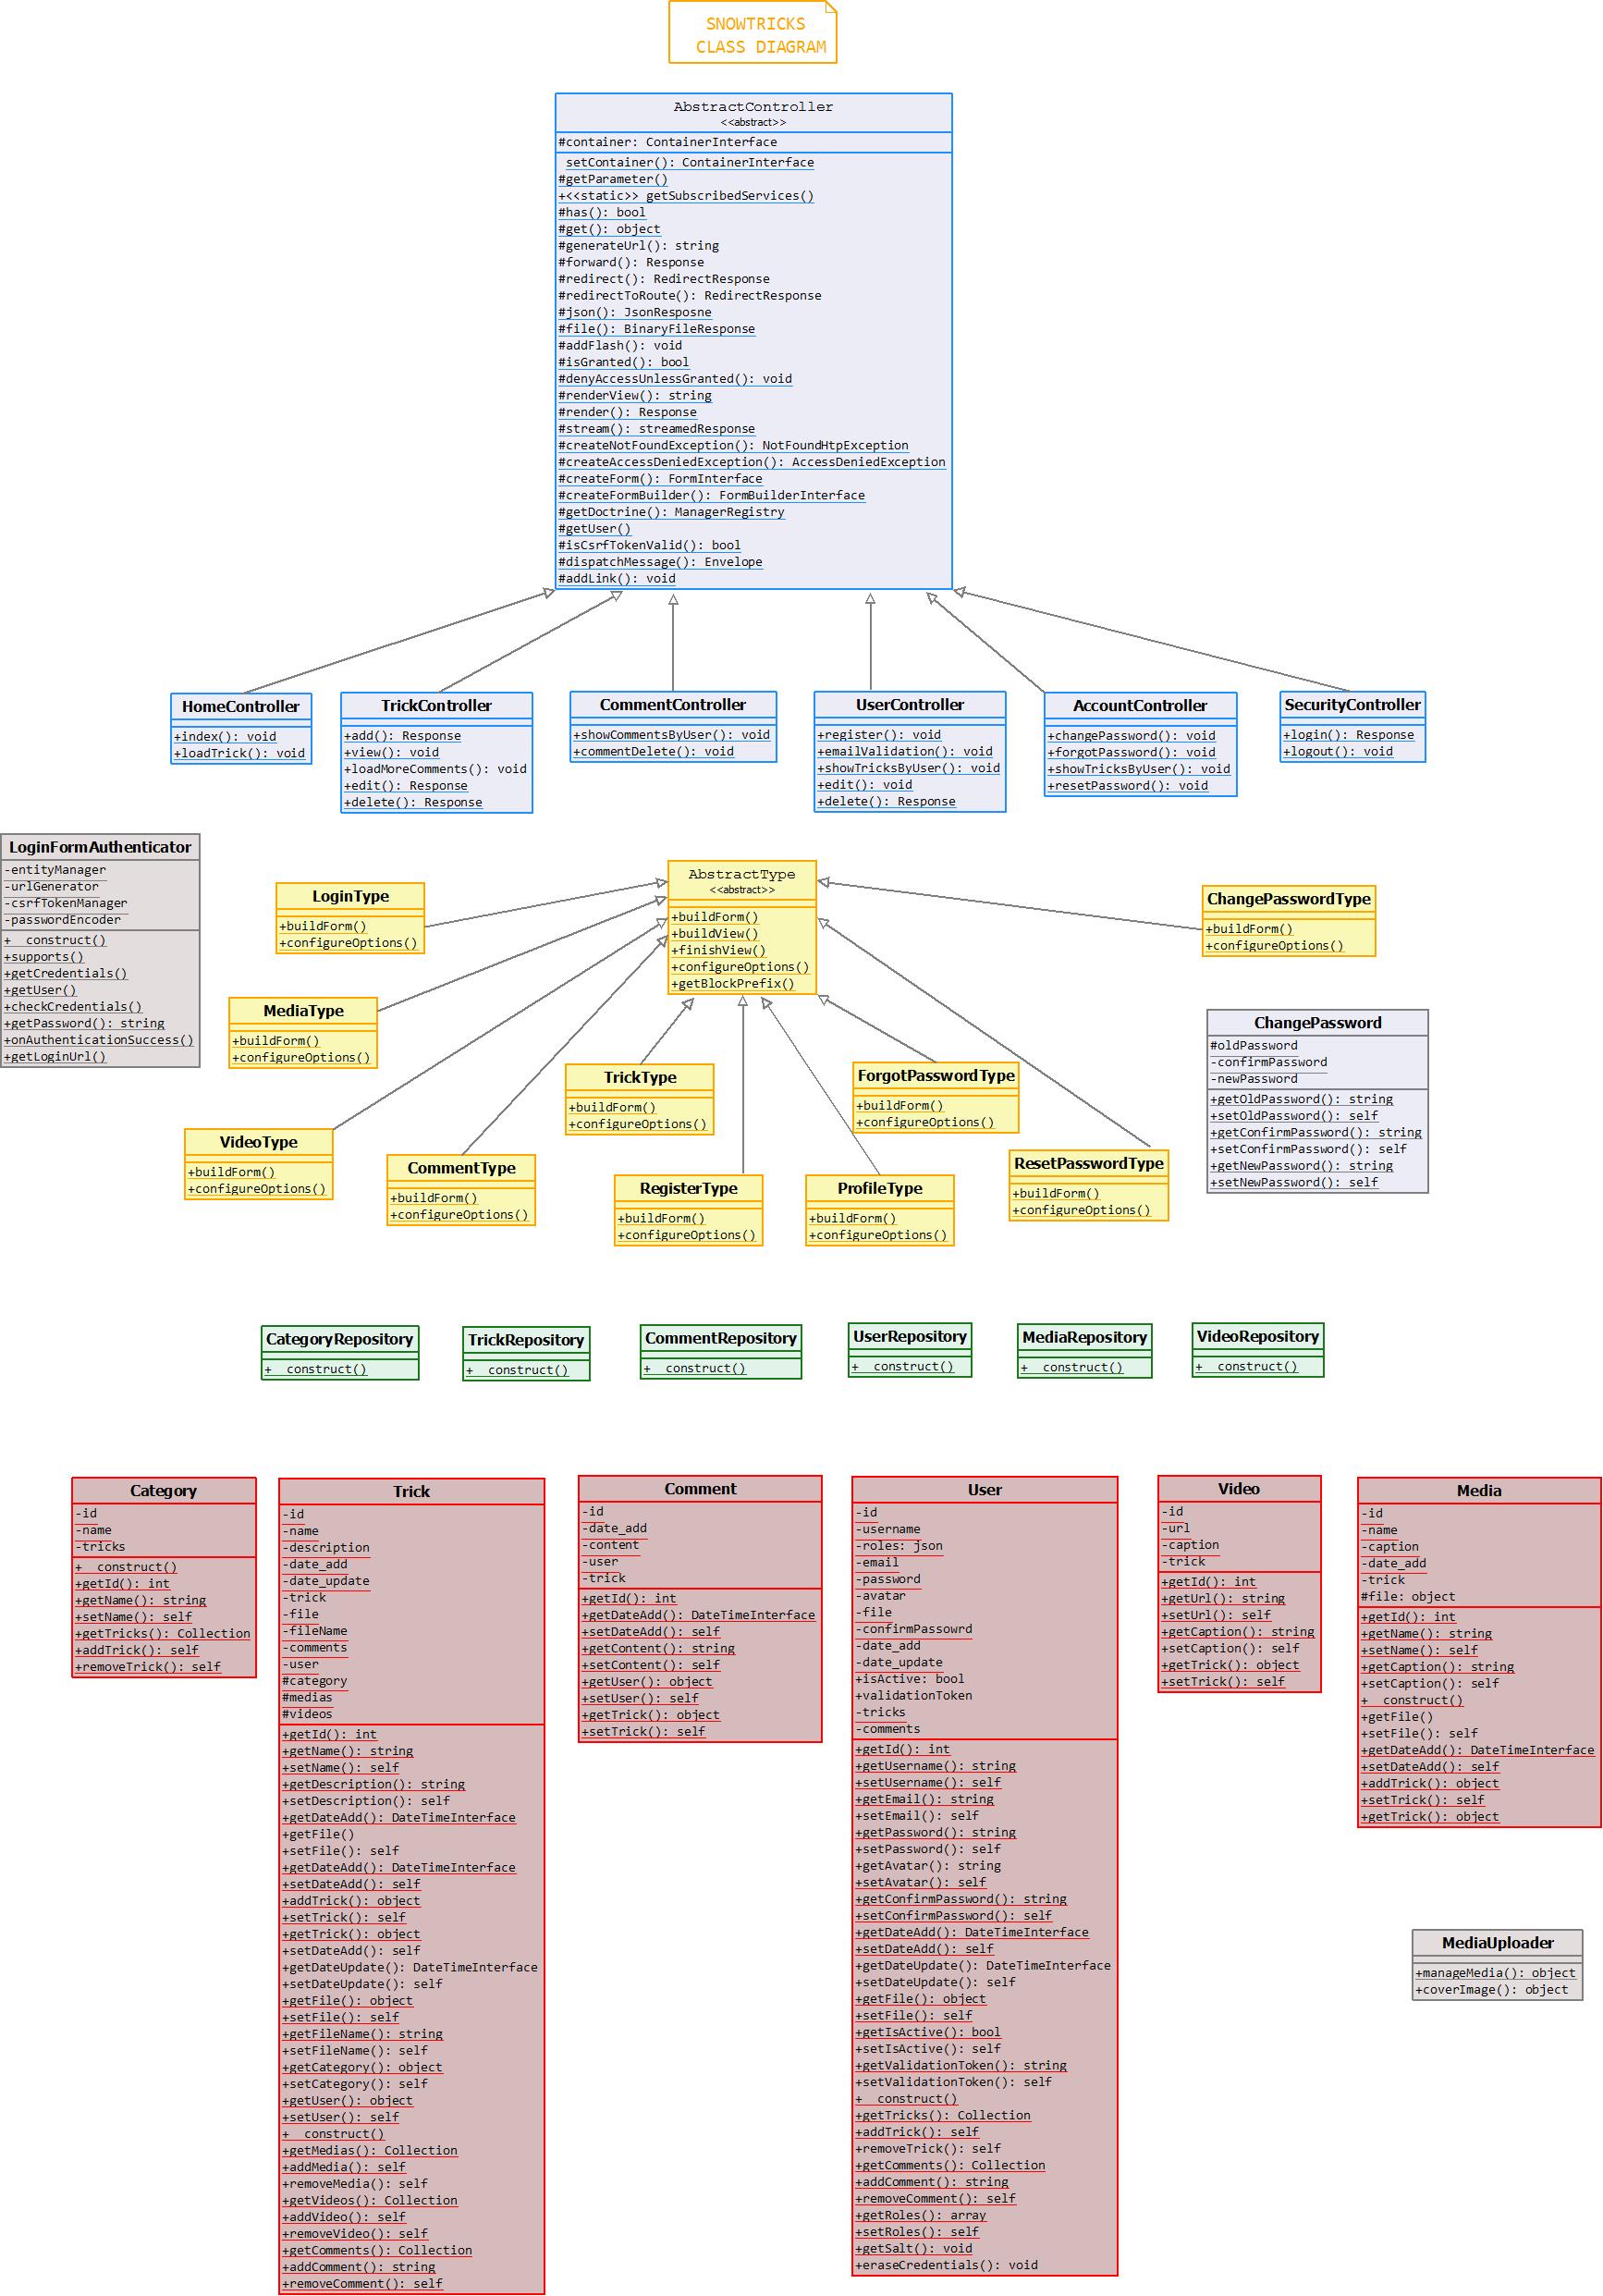 SNOWTRICKS
CLASS DIAGRAM
AbstractController
<<abstract>>
#container: ContainerInterface
setContainer(): ContainerInterface
#getParameter()
+<<static>> getSubscribedServices()
#has(): bool
#get(): object
#generateUrl(): string
#forward(): Response
#redirect(): RedirectResponse
#redirectToRoute(): RedirectResponse
#json(): JsonResposne
#file(): BinaryFileResponse
#addFlash(): void
#isGranted(): bool
#denyAccessUnlessGranted(): void
#renderView(): string
#render(): Response
#stream(): streamedResponse
#createNotFoundException(): NotFoundHtpException
#createAccessDeniedException(): AccessDeniedException
#createForm(): FormInterface
#createFormBuilder(): FormBuilderInterface
#getDoctrine(): ManagerRegistry
#getUser()
#isCsrfTokenValid(): bool
#dispatchMessage(): Envelope
#addLink(): void
HomeController
+index(): void
+loadTrick(): void
TrickController
+add(): Response
+view(): void
+loadMoreComments(): void
+edit(): Response
+delete(): Response
CommentController
+showCommentsByUser(): void
+commentDelete(): void
UserController
+register(): void
+emailValidation(): void
+showTricksByUser(): void
+edit(): void
+delete(): Response
AccountController
+changePassword(): void
+forgotPassword(): void
+showTricksByUser(): void
+resetPassword(): void
SecurityController
+login(): Response
+logout(): void
LoginFormAuthenticator
-entityManager
-urlGenerator
-csrfTokenManager
-passwordEncoder
+__construct()
+supports()
+getCredentials()
+getUser()
+checkCredentials()
+getPassword(): string
+onAuthenticationSuccess()
+getLoginUrl()
LoginType
+buildForm()
+configureOptions()
AbstractType
<<abstract>>
+buildForm()
+buildView()
+finishView()
+configureOptions()
+getBlockPrefix()
ChangePasswordType
+buildForm()
+configureOptions()
MediaType
+buildForm()
+configureOptions()
ChangePassword
#oldPassword
-confirmPassword
-newPassword
+getOldPassword(): string
+setOldPassword(): self
+getConfirmPassword(): string
+setConfirmPassword(): self
+getNewPassword(): string
+setNewPassword(): self
TrickType
+buildForm()
+configureOptions()
ForgotPasswordType
+buildForm()
+configureOptions()
VideoType
+buildForm()
+configureOptions()
CommentType
+buildForm()
+configureOptions()
RegisterType
+buildForm()
+configureOptions()
ProfileType
+buildForm()
+configureOptions()
ResetPasswordType
+buildForm()
+configureOptions()
CategoryRepository
+__construct()
TrickRepository
+__construct()
CommentRepository
+__construct()
UserRepository
+__construct()
MediaRepository
+__construct()
VideoRepository
+__construct()
Category
-id
-name
-tricks
+__construct()
+getId(): int
+getName(): string
+setName(): self
+getTricks(): Collection
+addTrick(): self
+removeTrick(): self
Trick
-id
-name
-description
-date_add
-date_update
-trick
-file
-fileName
-comments
-user
#category
#medias
#videos
+getId(): int
+getName(): string
+setName(): self
+getDescription(): string
+setDescription(): self
+getDateAdd(): DateTimeInterface
+getFile()
+setFile(): self
+getDateAdd(): DateTimeInterface
+setDateAdd(): self
+addTrick(): object
+setTrick(): self
+getTrick(): object
+setDateAdd(): self
+getDateUpdate(): DateTimeInterface
+setDateUpdate(): self
+getFile(): object
+setFile(): self
+getFileName(): string
+setFileName(): self
+getCategory(): object
+setCategory(): self
+getUser(): object
+setUser(): self
+__construct()
+getMedias(): Collection
+addMedia(): self
+removeMedia(): self
+getVideos(): Collection
+addVideo(): self
+removeVideo(): self
+getComments(): Collection
+addComment(): string
+removeComment(): self
Comment
-id
-date_add
-content
-user
-trick
+getId(): int
+getDateAdd(): DateTimeInterface
+setDateAdd(): self
+getContent(): string
+setContent(): self
+getUser(): object
+setUser(): self
+getTrick(): object
+setTrick(): self
User
-id
-username
-roles: json
-email
-password
-avatar
-file
-confirmPassowrd
-date_add
-date_update
+isActive: bool
+validationToken
-tricks
-comments
+getId(): int
+getUsername(): string
+setUsername(): self
+getEmail(): string
+setEmail(): self
+getPassword(): string
+setPassword(): self
+getAvatar(): string
+setAvatar(): self
+getConfirmPassword(): string
+setConfirmPassword(): self
+getDateAdd(): DateTimeInterface
+setDateAdd(): self
+getDateUpdate(): DateTimeInterface
+setDateUpdate(): self
+getFile(): object
+setFile(): self
+getIsActive(): bool
+setIsActive(): self
+getValidationToken(): string
+setValidationToken(): self
+__construct()
+getTricks(): Collection
+addTrick(): self
+removeTrick(): self
+getComments(): Collection
+addComment(): string
+removeComment(): self
+getRoles(): array
+setRoles(): self
+getSalt(): void
+eraseCredentials(): void
Video
-id
-url
-caption
-trick
+getId(): int
+getUrl(): string
+setUrl(): self
+getCaption(): string
+setCaption(): self
+getTrick(): object
+setTrick(): self
Media
-id
-name
-caption
-date_add
-trick
#file: object
+getId(): int
+getName(): string
+setName(): self
+getCaption(): string
+setCaption(): self
+__construct()
+getFile()
+setFile(): self
+getDateAdd(): DateTimeInterface
+setDateAdd(): self
+addTrick(): object
+setTrick(): self
+getTrick(): object
MediaUploader
+manageMedia(): object
+coverImage(): object